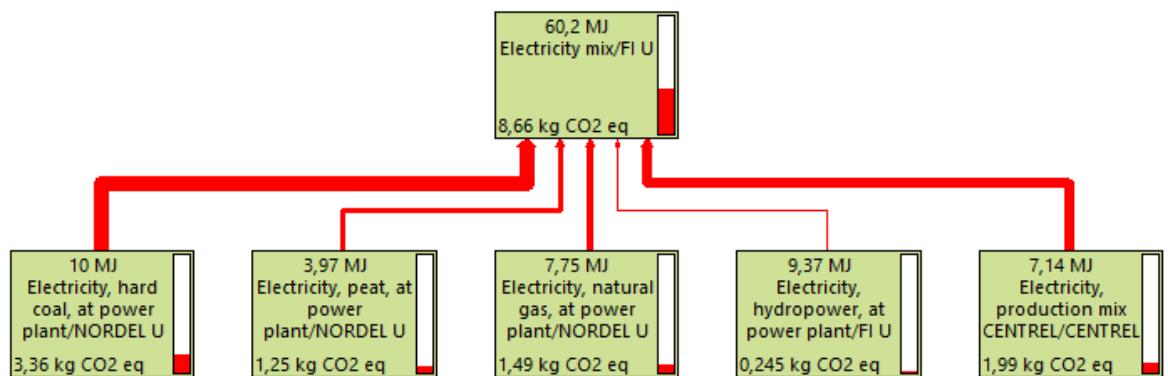 60,2 MJ
Electricity mix/FI U
8,66 kg CO2 eq
10 MJ
Electricity, hard
coal, at power
plant/NORDEL U
3,36 kg CO2 eq
3,97 MJ
Electricity, peat, at
power
plant/NORDEL U
1,25 kg CO2 eq
7,75 MJ
Electricity, natural
gas, at power
plant/NORDEL U
1,49 kg CO2 eq
9,37 MJ
Electricity,
hydropower, at
power plant/FI U
0,245 kg CO2 eq
7,14 MJ
Electricity,
production mix
CENTREL/CENTREL
1,99 kg CO2 eq